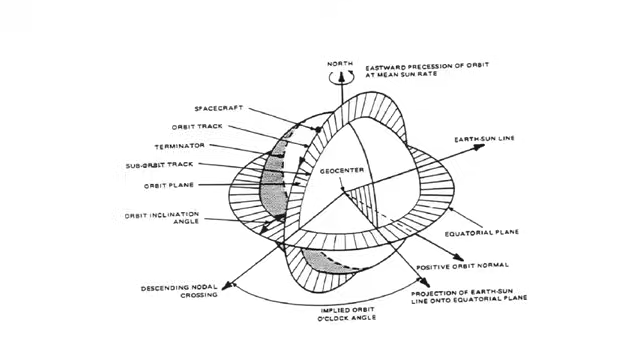 NORTH
EASTWARD PRECESSION OF ORBIT
AT MEAN SUN RATE
SPACECRAFT
ORBIT TRACK
TERMINATOR
SUB-ORBIT TRACK
ORBIT PLANE
ORBIT INCLINATION
ANGLE
GEOCENTER
EARTH-SUN LINE
EQUATORIAL PLANE
POSITIVE ORBIT NORMAL
DESCENDING NODAL
CROSSING
PROJECTION OF EARTH-SUN
LINE ONTO EQUATORIAL PLANE
IMPLIED ORBIT
O'CLOCK ANGLE